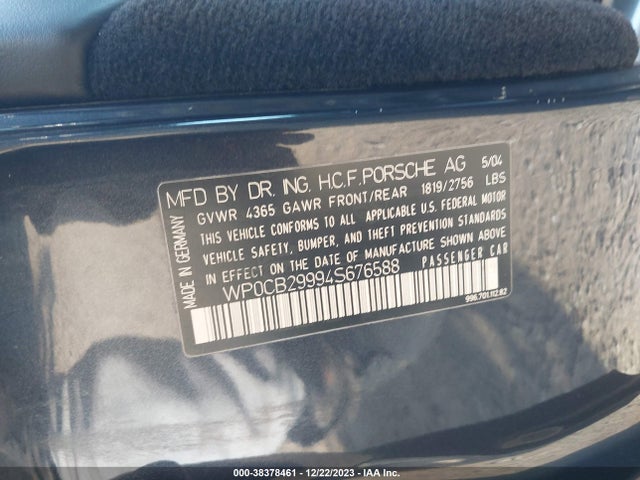 MADE IN GERMANY
MFD BY DR. ING. H.C.F. PORSCHE AG 5/04
GVWR 4365 GAWR FRONT/REAR 1819/2756 LBS
THIS VEHICLE CONFORMS TO ALL APPLICABLE U.S. FEDERAL MOTOR
VEHICLE SAFETY, BUMPER, AND THEFT PREVENTION STANDARDS
IN EFFECT ON THE DATE OF MANUFACTURE SHOWN ABOVE
WP0CB29994S676588 PASSENGER CAR
996.701.112.82
000-38378461 - 12/22/2023 - IAA Inc.